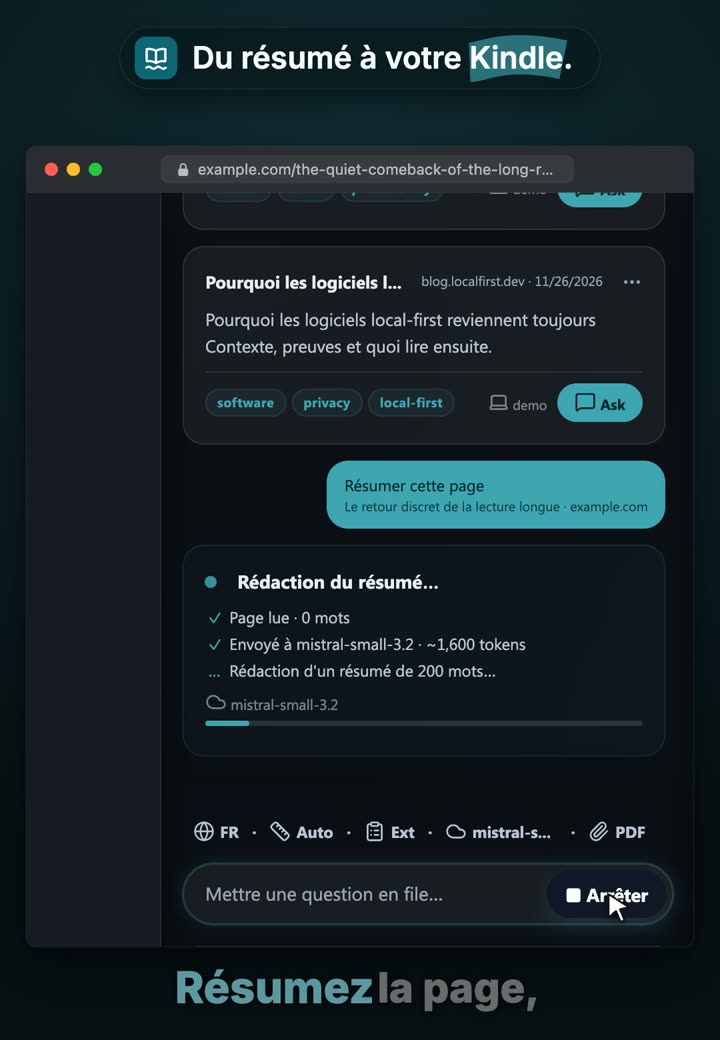 Du résumé à votre Kindle.
example.com/the-quiet-comeback-of-the-long-r...
Ask
Pourquoi les logiciels l... blog.localfirst.dev · 11/26/2026 ...
Pourquoi les logiciels local-first reviennent toujours
Contexte, preuves et quoi lire ensuite.
software privacy local-first demo Ask
Résumer cette page
Le retour discret de la lecture longue · example.com
Rédaction du résumé...
✓ Page lue · 0 mots
✓ Envoyé à mistral-small-3.2 · ~1,600 tokens
... Rédaction d'un résumé de 200 mots...
mistral-small-3.2
FR · Auto · Ext · mistral-s... · PDF
Mettre une question en file... Arrêter
Résumez la page,